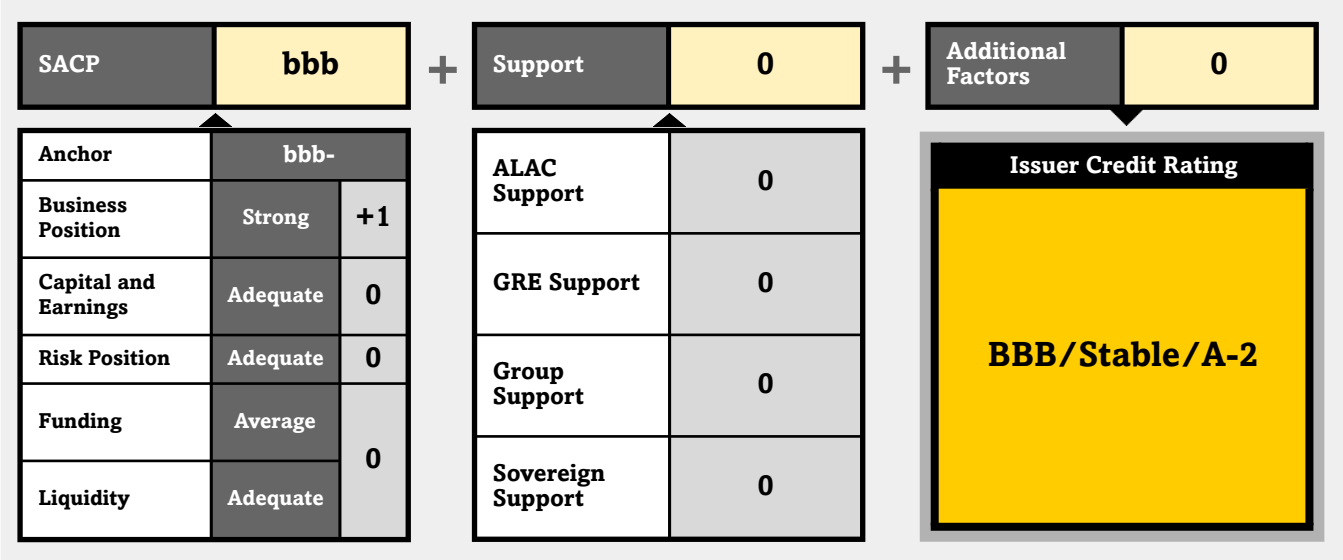 SACP
bbb
+
Support
0
+
Additional
Factors
0
Anchor
bbb-
Business
Position
Strong
+1
Capital and
Earnings
Adequate
0
Risk Position
Adequate
0
Funding
Average
0
Liquidity
Adequate
ALAC
Support
0
GRE Support
0
Group
Support
0
Sovereign
Support
0
Issuer Credit Rating
BBB/Stable/A-2